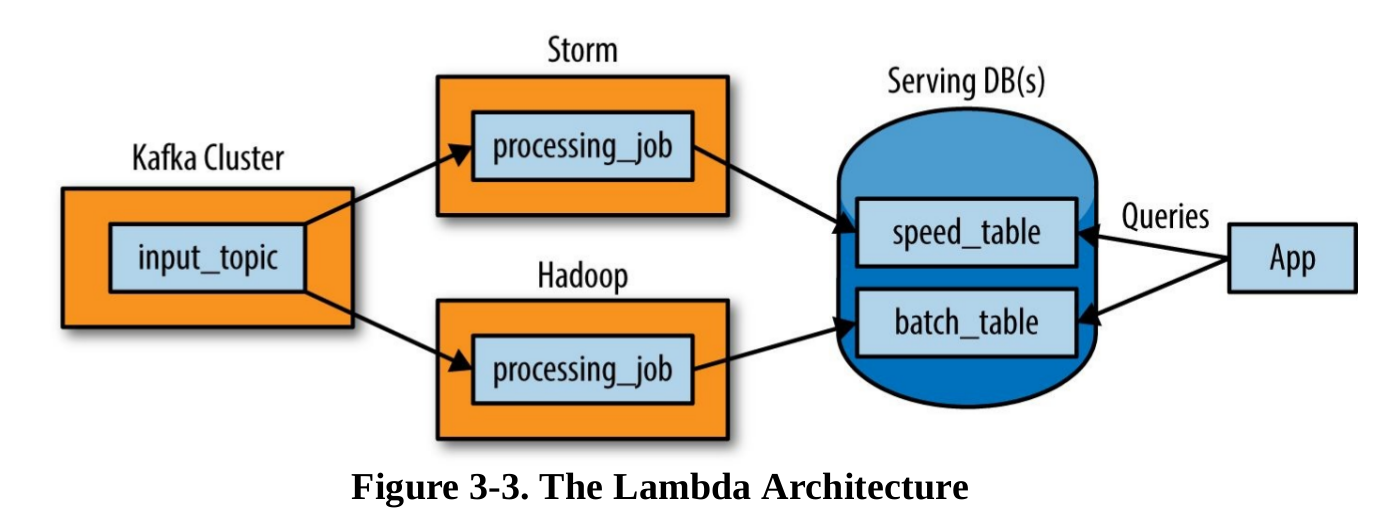 Storm
Serving DB(s)
processing_job
Kafka Cluster
speed_table
Queries
input_topic
App
Hadoop
batch_table
processing_job
Figure 3-3. The Lambda Architecture